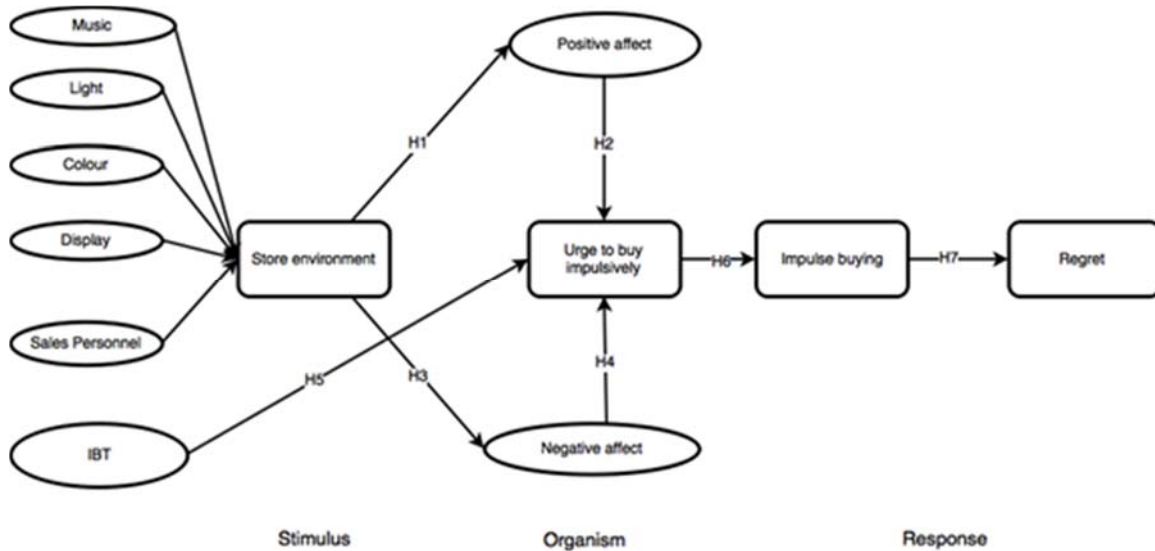 Music
Positive affect
Light
H1
H2
Colour
Display
Store environment
Urge to buy
impulsively
H6
Impulse buying
H7
Regret
Sales Personnel
H5
H3
H4
IBT
Negative affect
Stimulus
Organism
Response